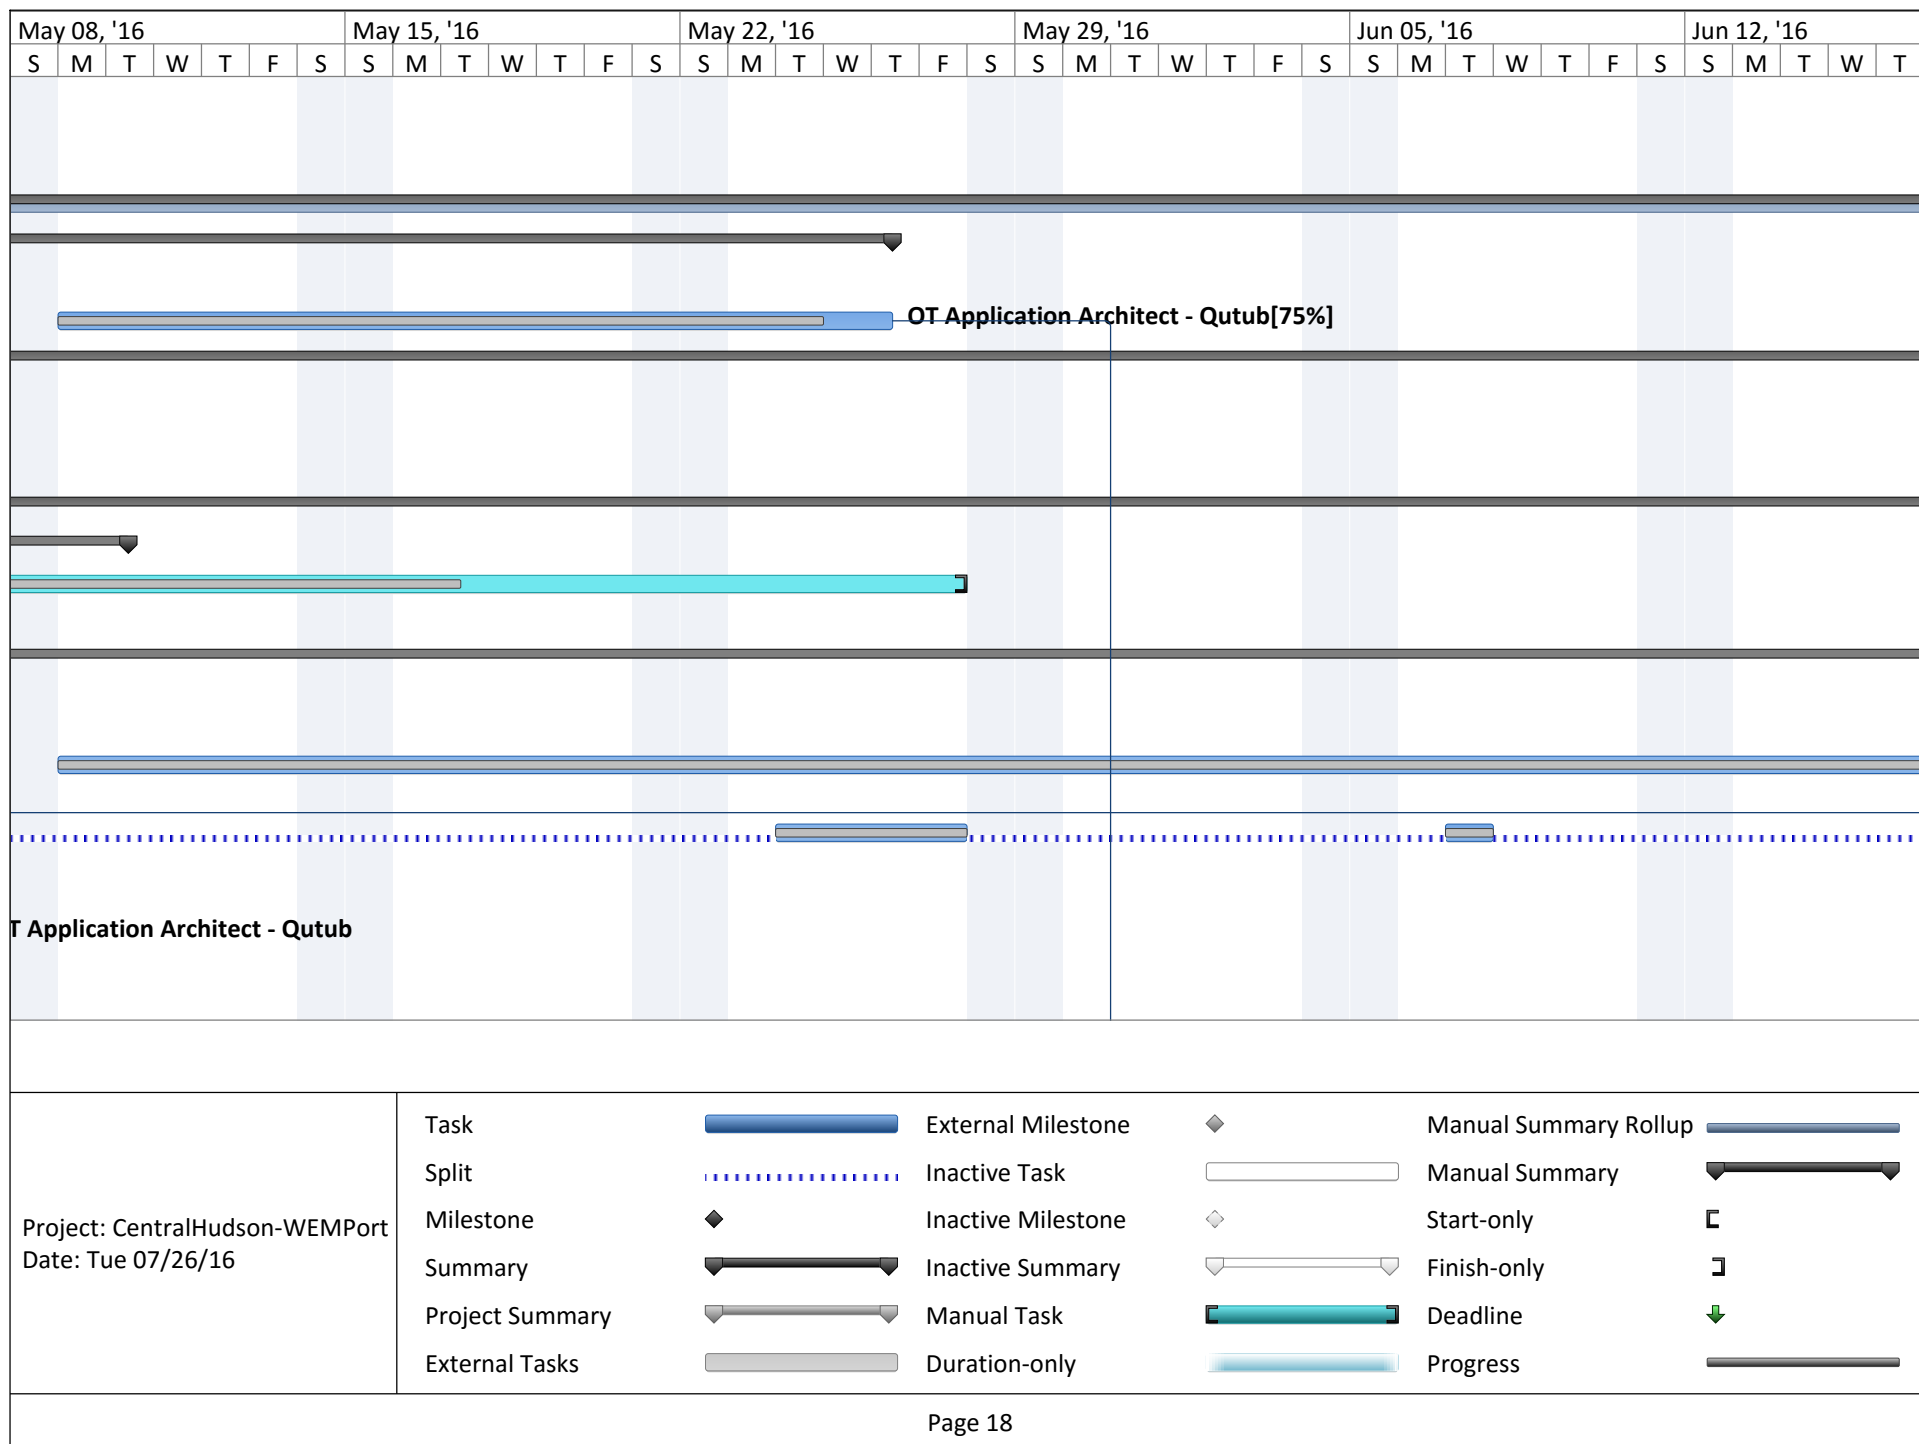 May 08, '16 May 15, '16 May 22, '16 May 29, '16 Jun 05, '16 Jun 12, '16
S M T W T F S S M T W T F S S M T W T F S S M T W T F S S M T W T F S S M T W T
OT Application Architect - Qutub[75%]
T Application Architect - Qutub
Project: CentralHudson-WEMPort
Date: Tue 07/26/16
Task External Milestone Manual Summary Rollup
Split Inactive Task Manual Summary
Milestone Inactive Milestone Start-only
Summary Inactive Summary Finish-only
Project Summary Manual Task Deadline
External Tasks Duration-only Progress
Page 18